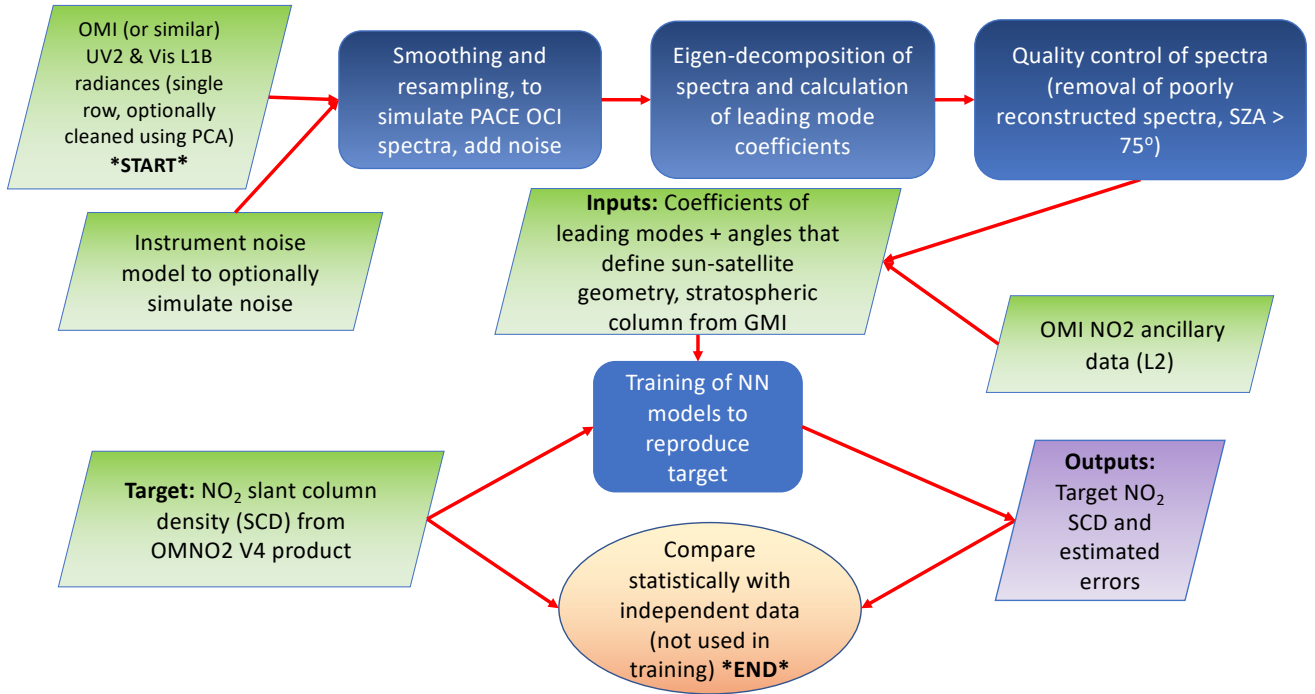 OMI (or similar)
UV2 & Vis L1B
radiances (single
row, optionally
cleaned using PCA)
*START*
Smoothing and
resampling, to
simulate PACE OCI
spectra, add noise
Eigen-decomposition of
spectra and calculation
of leading mode
coefficients
Quality control of spectra
(removal of poorly
reconstructed spectra, SZA >
75°)
Instrument noise
model to optionally
simulate noise
Inputs: Coefficients of
leading modes + angles that
define sun-satellite
geometry, stratospheric
column from GMI
OMI NO2 ancillary
data (L2)
Training of NN
models to
reproduce
target
Target: NO₂ slant column
density (SCD) from
OMNO2 V4 product
Outputs:
Target NO₂
SCD and
estimated
errors
Compare
statistically with
independent data
(not used in
training) *END*